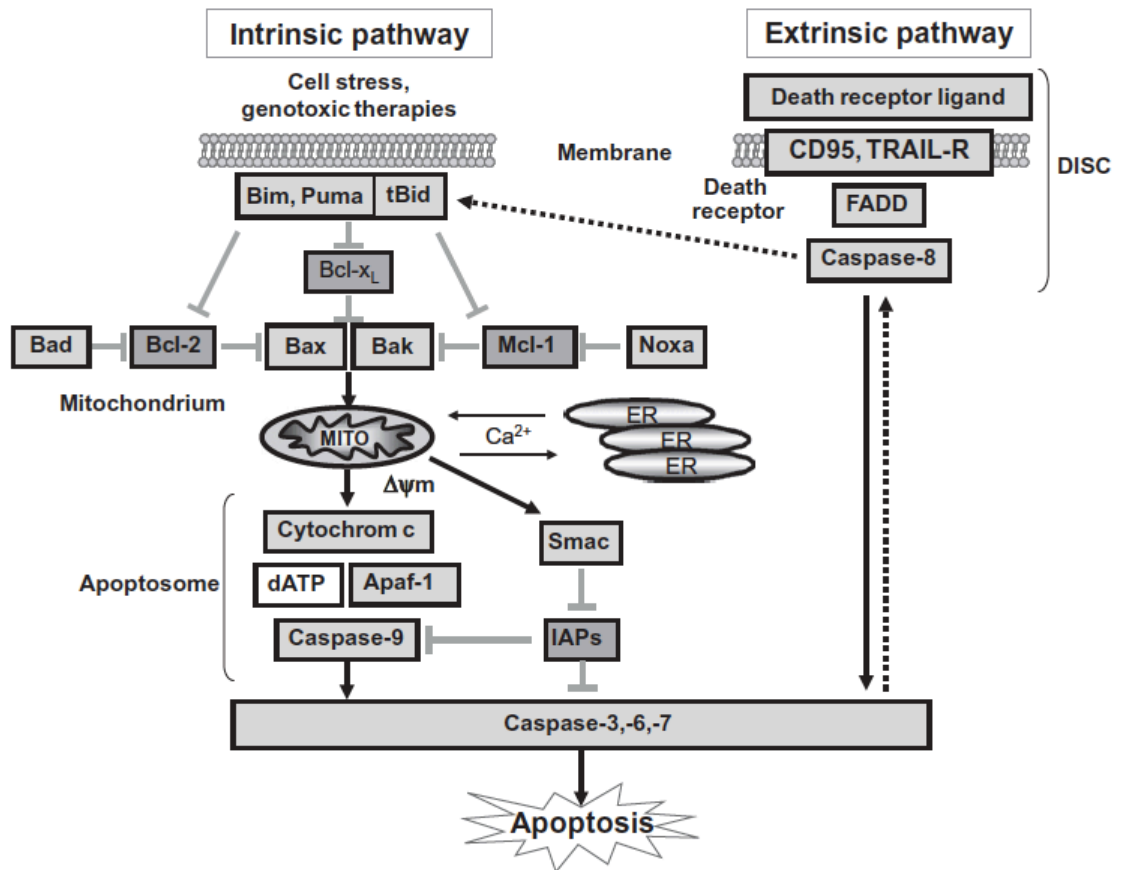 Intrinsic pathway
Extrinsic pathway
Cell stress,
genotoxic therapies
Death receptor ligand
Membrane
CD95, TRAIL-R
DISC
Bim, Puma
tBid
Death
receptor
FADD
Caspase-8
Bcl-xL
Bad
Bcl-2
Bax
Bak
Mcl-1
Noxa
Mitochondrium
MITO
Ca2+
ER
ER
ER
Δψm
Cytochrom c
Smac
Apoptosome
dATP
Apaf-1
Caspase-9
IAPs
Caspase-3,-6,-7
Apoptosis